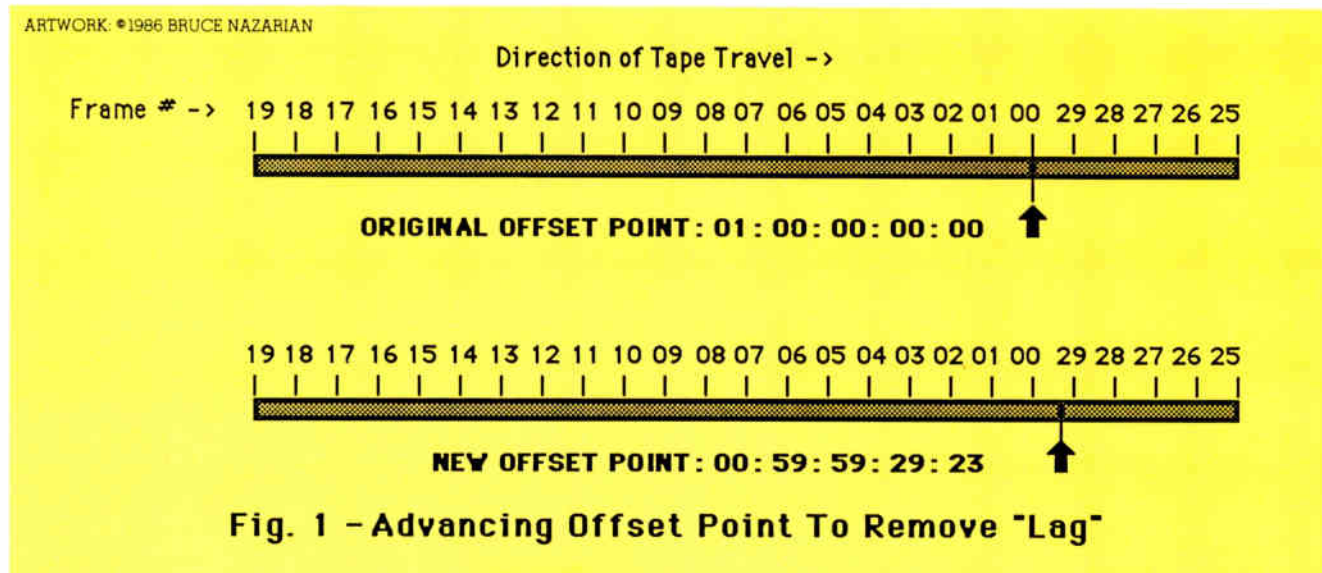 ARTWORK: ©1986 BRUCE NAZARIAN
Direction of Tape Travel ->
Frame # -> 19 18 17 16 15 14 13 12 11 10 09 08 07 06 05 04 03 02 01 00 29 28 27 26 25
ORIGINAL OFFSET POINT: 01:00:00:00:00
19 18 17 16 15 14 13 12 11 10 09 08 07 06 05 04 03 02 01 00 29 28 27 26 25
NEW OFFSET POINT: 00:59:59:29:23
Fig. 1 - Advancing Offset Point To Remove "Lag"